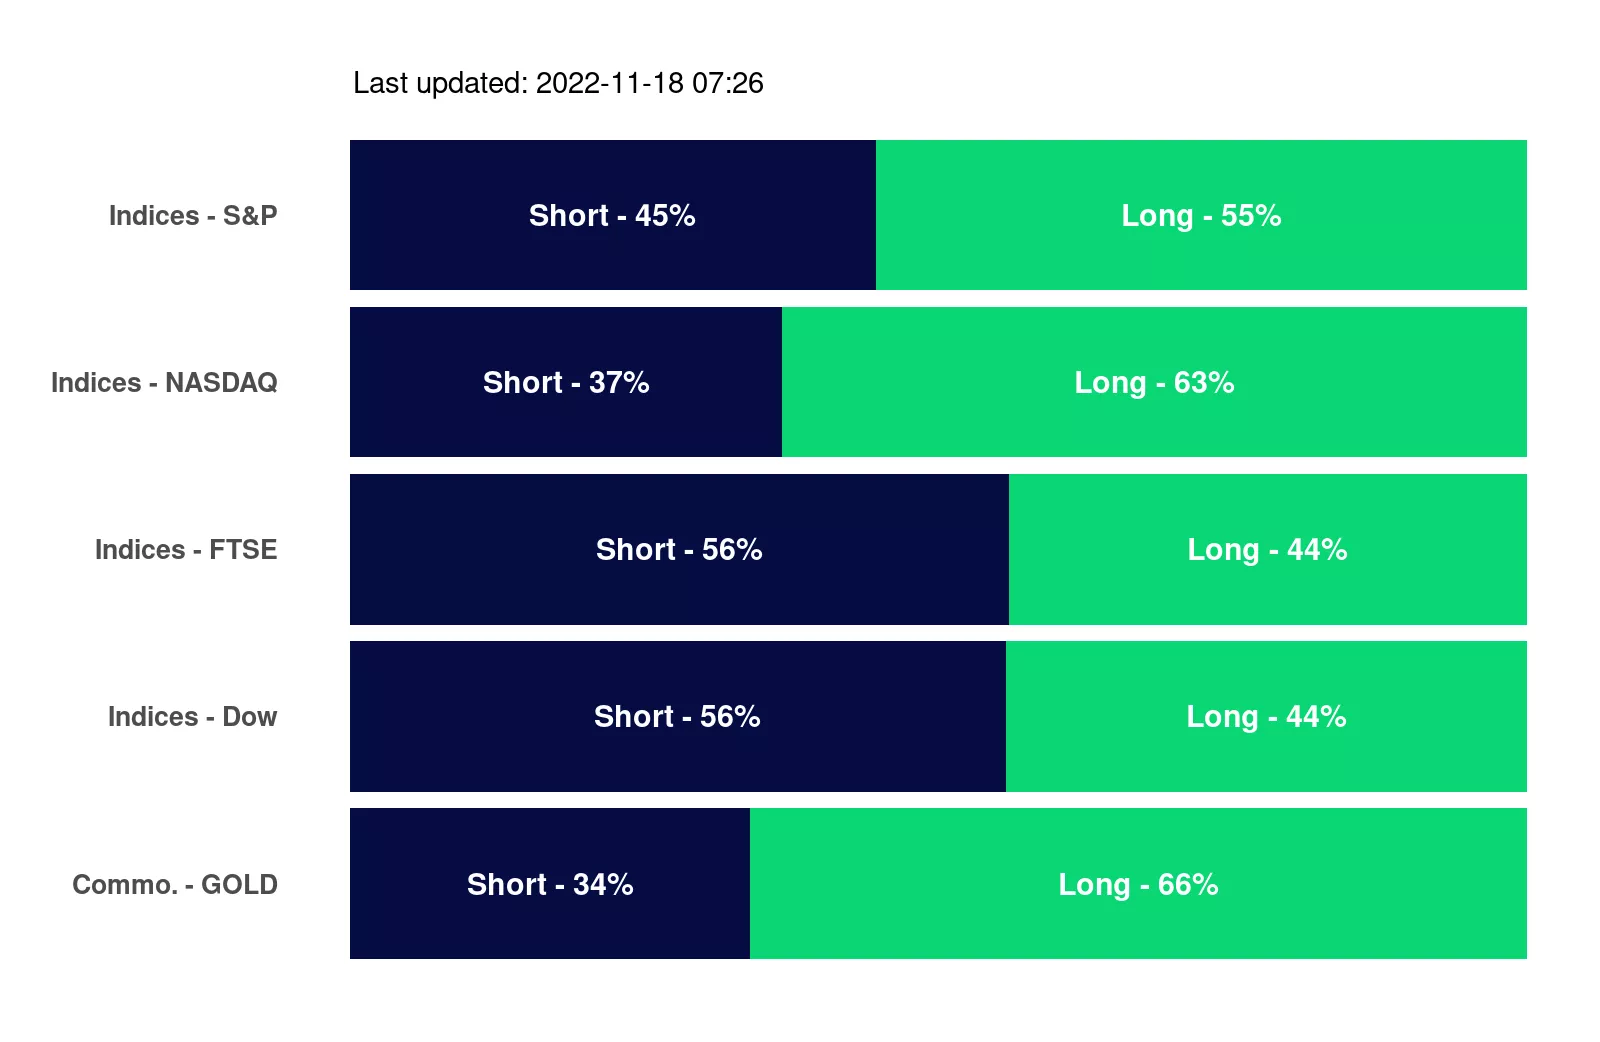 Last updated: 2022-11-18 07:26
Indices - S&P Short - 45% Long - 55%
Indices - NASDAQ Short - 37% Long - 63%
Indices - FTSE Short - 56% Long - 44%
Indices - Dow Short - 56% Long - 44%
Commo. - GOLD Short - 34% Long - 66%